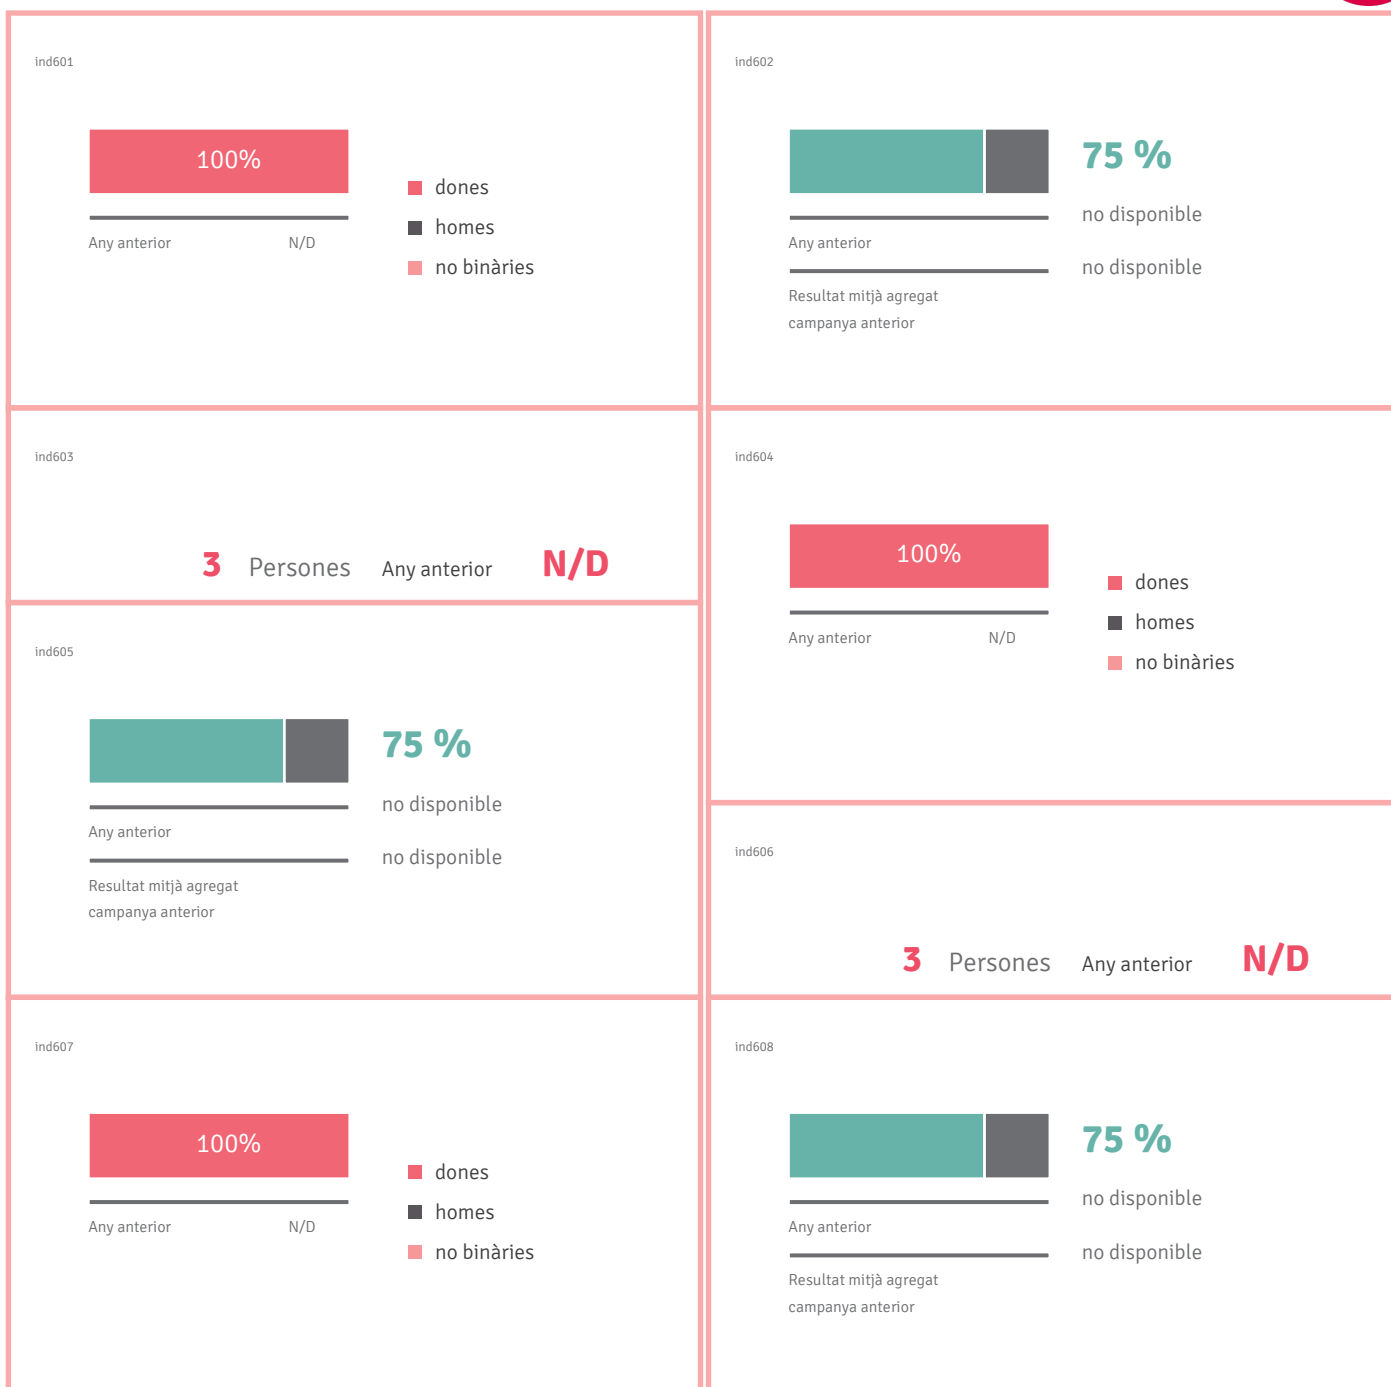 ind601
100%
dones
homes
no binàries
Any anterior N/D
ind602
75 %
no disponible
Any anterior
no disponible
Resultat mitjà agregat
campanya anterior
ind603
3 Persones Any anterior N/D
ind604
100%
dones
homes
no binàries
Any anterior N/D
ind605
75 %
no disponible
Any anterior
no disponible
Resultat mitjà agregat
campanya anterior
ind606
3 Persones Any anterior N/D
ind607
100%
dones
homes
no binàries
Any anterior N/D
ind608
75 %
no disponible
Any anterior
no disponible
Resultat mitjà agregat
campanya anterior